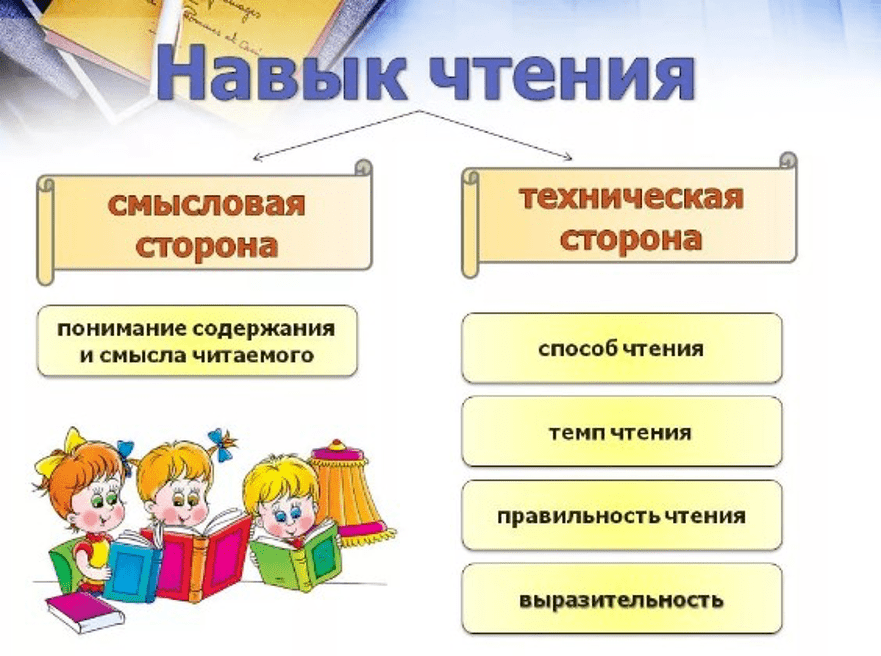 Навык чтения
смысловая
сторона
понимание содержания
и смысла читаемого
техническая
сторона
способ чтения
темп чтения
правильность чтения
выразительность